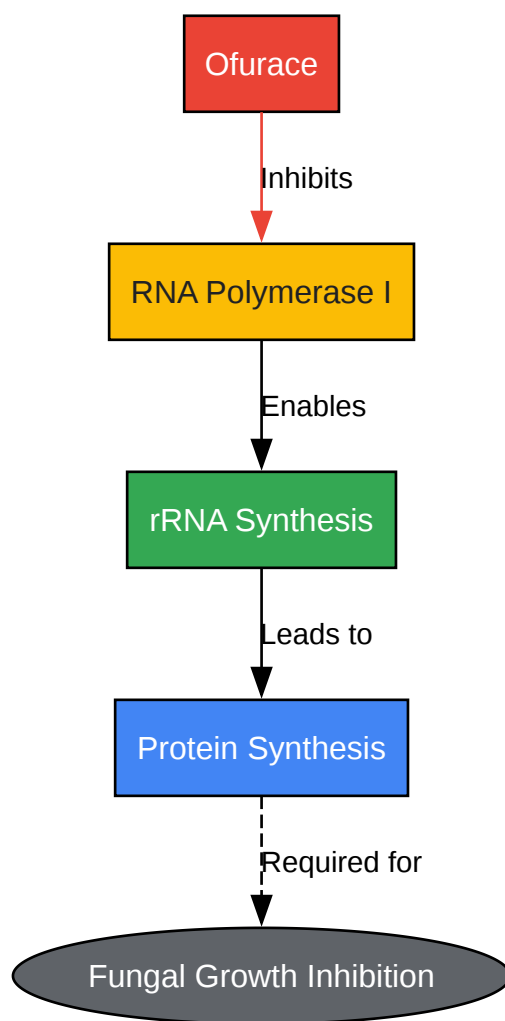 Ofurace
Inhibits
RNA Polymerase I
Enables
rRNA Synthesis
Leads to
Protein Synthesis
Required for
Fungal Growth Inhibition